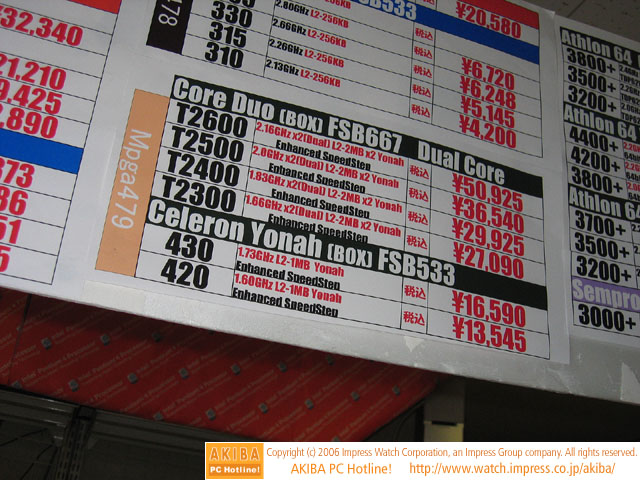 ¥32,340
¥20,580
478
FSB533
2.80GHz L2-256KB
330 2.66GHz L2-256KB 税込 ¥6,720
315 2.26GHz L2-256KB 税込 ¥6,248
310 2.13GHz L2-256KB 税込 ¥5,145
税込 ¥4,200
21,210
9,425
2,890
Mpga479
Core Duo (BOX) FSB667 Dual Core
T2600 2.16GHz x2(Dual) L2-2MB x2 Yonah Enhanced SpeedStep 税込 ¥50,925
T2500 2.0GHz x2(Dual) L2-2MB x2 Yonah Enhanced SpeedStep 税込 ¥36,540
T2400 1.83GHz x2(Dual) L2-2MB x2 Yonah Enhanced SpeedStep 税込 ¥29,925
T2300 1.66GHz x2(Dual) L2-2MB x2 Yonah Enhanced SpeedStep 税込 ¥27,090
Celeron Yonah (BOX) FSB533
430 1.73GHz L2-1MB Yonah Enhanced SpeedStep 税込 ¥16,590
420 1.60GHz L2-1MB Yonah Enhanced SpeedStep 税込 ¥13,545
Athlon 64
3800+
3500+
3200+
Athlon 64
4400+
4200+
3800+
Athlon 6
3700+
3500+
3200+
Sempro
3000+
AKIBA
PC Hotline!
Copyright (c) 2006 Impress Watch Corporation, an Impress Group company. All rights reserved.
AKIBA PC Hotline! http://www.watch.impress.co.jp/akiba/